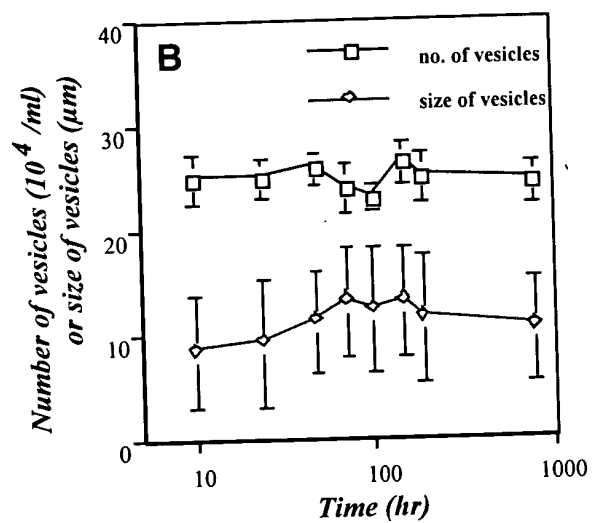 B
no. of vesicles
size of vesicles
Number of vesicles (10⁴ /ml)
or size of vesicles (µm)
40
30
20
10
0
10
100
1000
Time (hr)